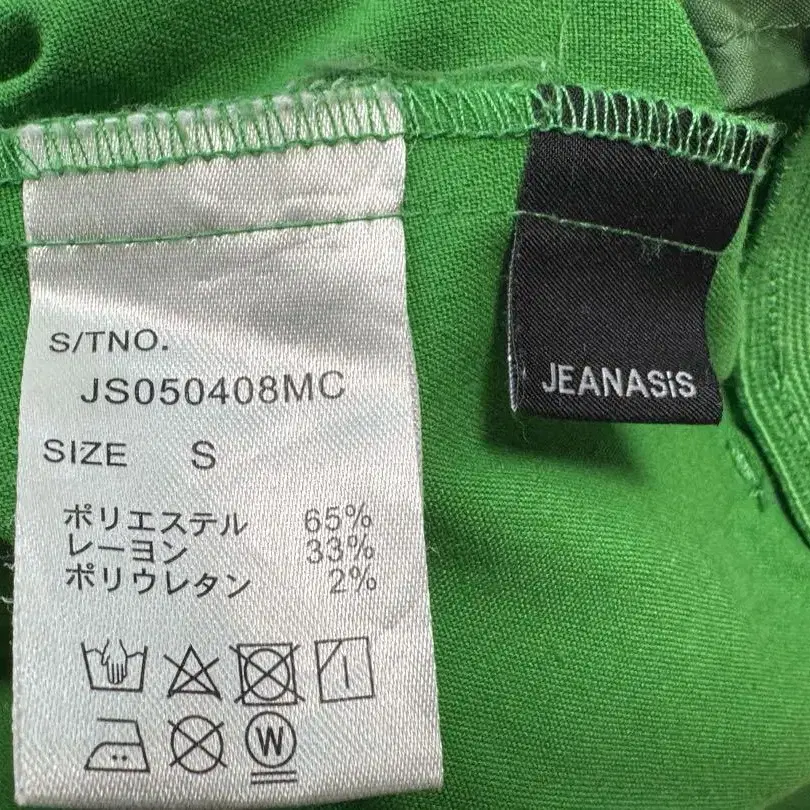 S/TNO.
JS050408MC
SIZE S
ポリエステル 65%
レーヨン 33%
ポリウレタン 2%
W
JEANASiS